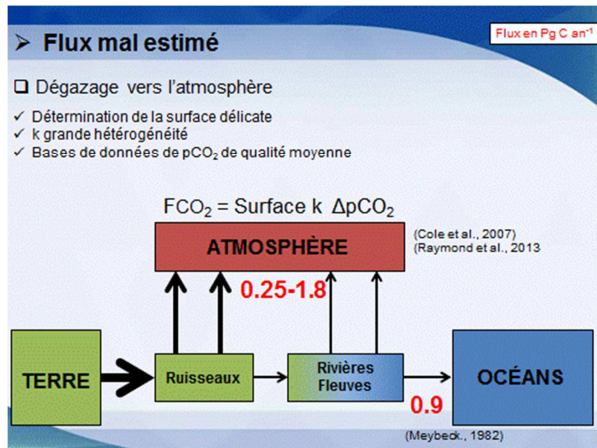 ➤ Flux mal estimé
Flux en Pg C an⁻¹
❑ Dégazage vers l'atmosphère
✓ Détermination de la surface délicate
✓ k grande hétérogénéité
✓ Bases de données de pCO₂ de qualité moyenne
FCO₂ = Surface k ΔpCO₂
ATMOSPHÈRE
(Cole et al., 2007)
(Raymond et al., 2013
0.25-1.8
TERRE
Ruisseaux
Rivières
Fleuves
OCÉANS
0.9
(Meybeck., 1982)